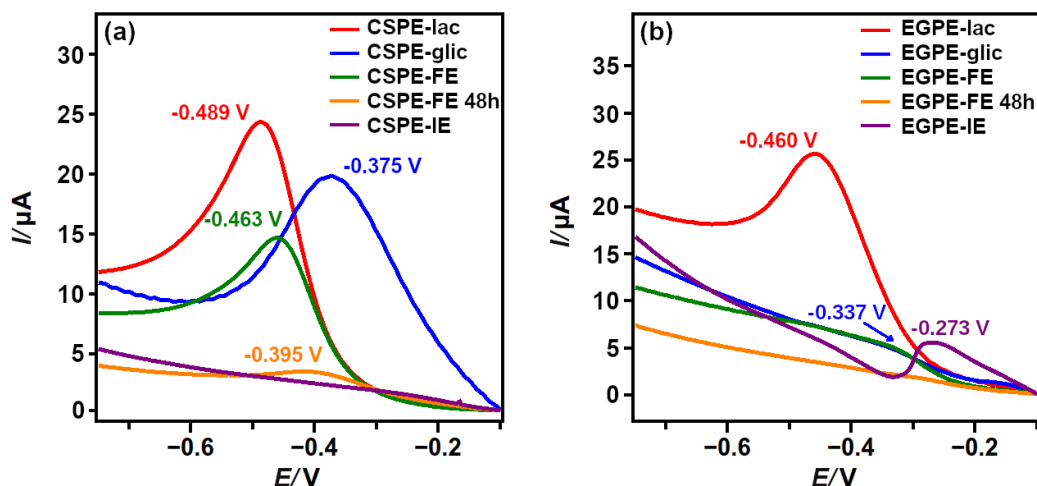 (a)
CSPE-lac
CSPE-glic
CSPE-FE
CSPE-FE 48h
CSPE-IE
30
25
20
15
10
5
0
I/µA
-0.489 V
-0.375 V
-0.463 V
-0.395 V
−0.6
−0.4
−0.2
E/V
(b)
EGPE-lac
EGPE-glic
EGPE-FE
EGPE-FE 48h
EGPE-IE
35
30
25
20
15
10
5
0
I/µA
-0.460 V
-0.337 V
-0.273 V
−0.6
−0.4
−0.2
E/V